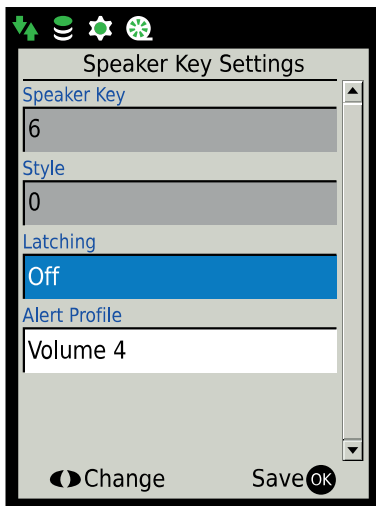 Speaker Key Settings
Speaker Key
6
Style
0
Latching
Off
Alert Profile
Volume 4
Change Save OK